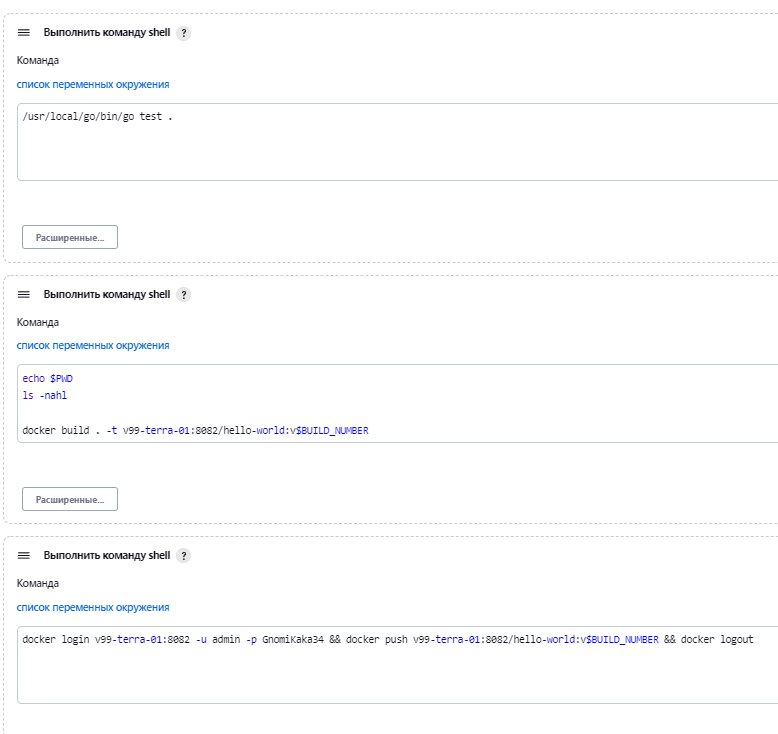 Выполнить команду shell ?
Команда
список переменных окружения
/usr/local/go/bin/go test .
Расширенные...
Выполнить команду shell ?
Команда
список переменных окружения
echo $PWD
ls -nahl
docker build . -t v99-terra-01:8082/hello-world:v$BUILD_NUMBER
Расширенные...
Выполнить команду shell ?
Команда
список переменных окружения
docker login v99-terra-01:8082 -u admin -p GnomiKaka34 && docker push v99-terra-01:8082/hello-world:v$BUILD_NUMBER && docker logout